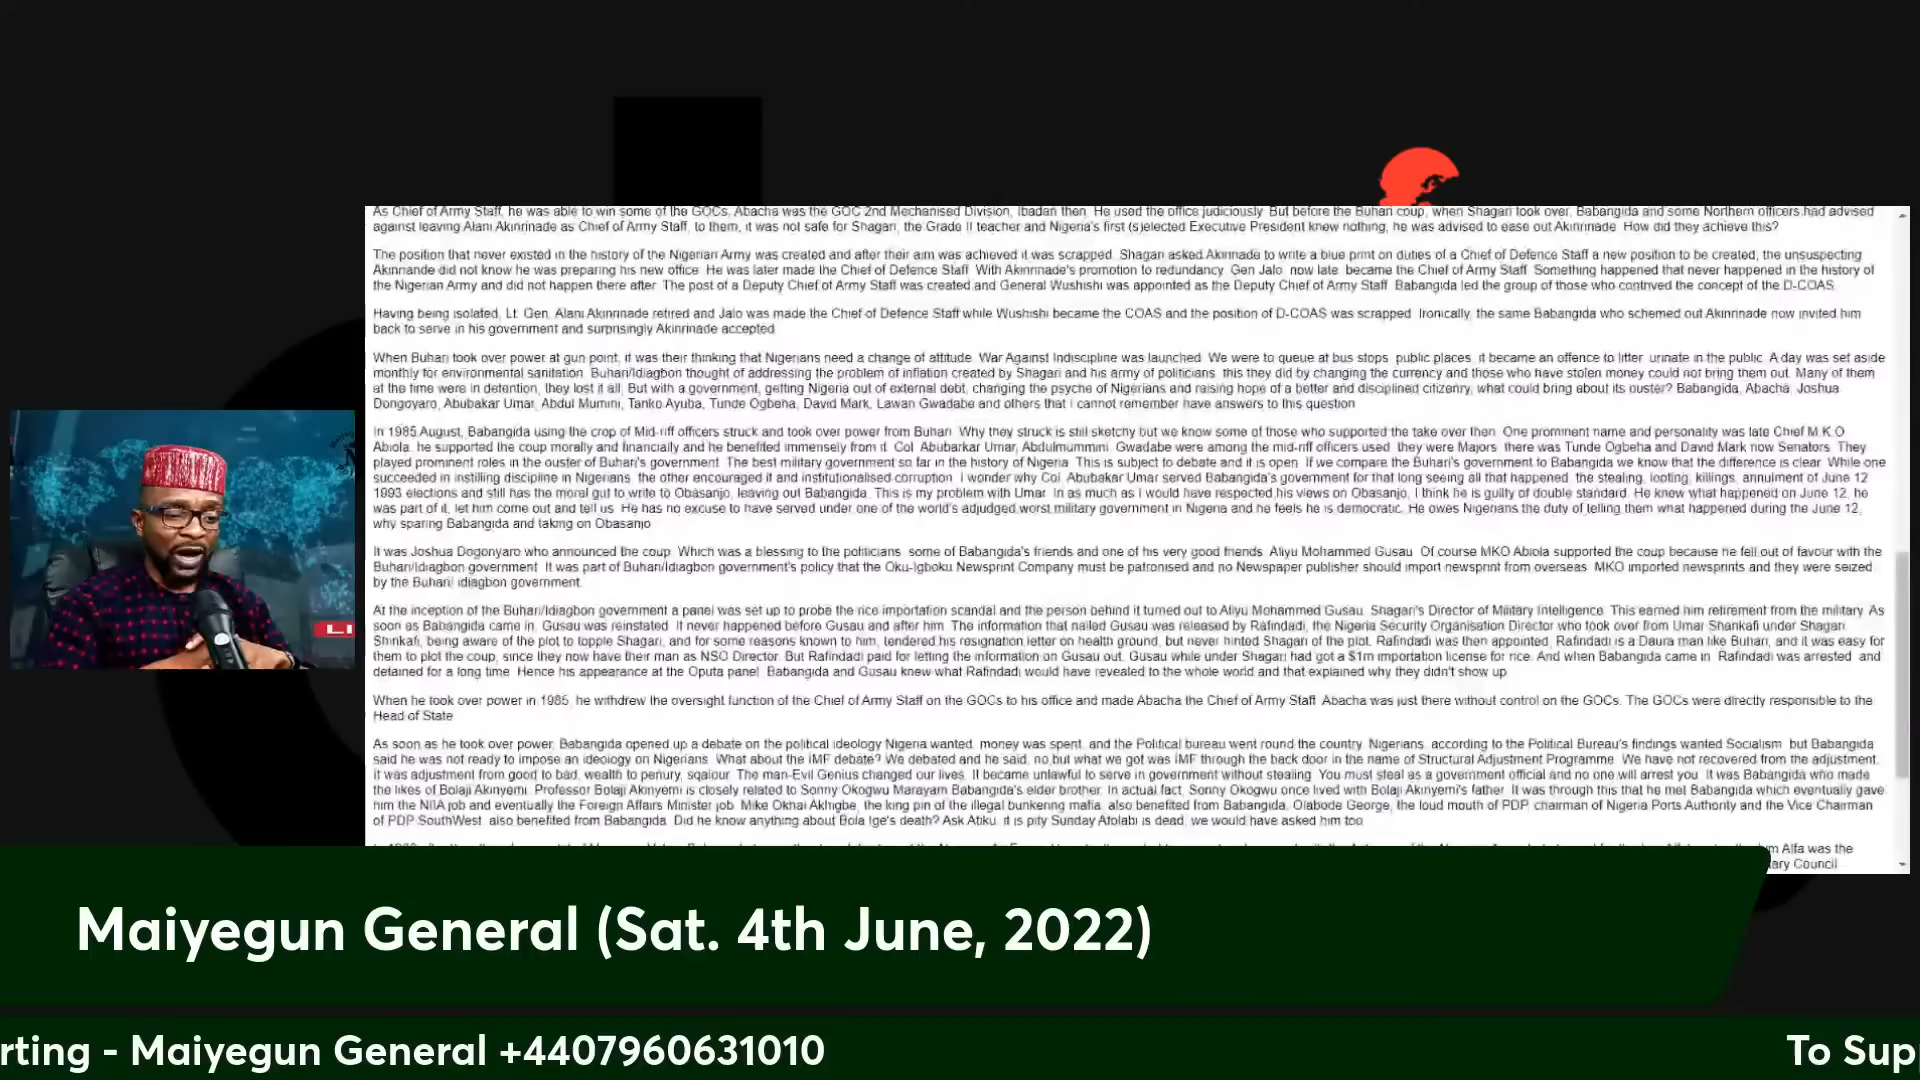 As Chief of Army Staff, he was able to win some of the GOCs, Abacha was the GOC 2nd Mechanised Division, Ibadan then. He used the office judiciously. But before the Buhari coup, when Shagari took over, Babangida and some Northern officers had advised
against leaving Alani Akinrinade as Chief of Army Staff, to them, it was not safe for Shagari, the Grade II teacher and Nigeria's first (s)elected Executive President knew nothing, he was advised to ease out Akinrinade. How did they achieve this?
The position that never existed in the history of the Nigerian Army was created and after their aim was achieved it was scrapped. Shagari asked Akinnade to write a blue print on duties of a Chief of Defence Staff a new position to be created, the unsuspecting
Akinnande did not know he was preparing his new office. He was later made the Chief of Defence Staff. With Akinrinade's promotion to redundancy, Gen Jalo, now late, became the Chief of Army Staff. Something happened that never happened in the history of
the Nigerian Army and did not happen there after. The post of a Deputy Chief of Army Staff was created and General Wushishi was appointed as the Deputy Chief of Army Staff. Babangida led the group of those who contrived the concept of the D-COAS.
Having being isolated, Lt. Gen. Alani Akinrinade retired and Jalo was made the Chief of Defence Staff while Wushishi became the COAS and the position of D-COAS was scrapped. Ironically, the same Babangida who schemed out Akinrinade now invited him
back to serve in his government and surprisingly Akinrinade accepted.
When Buhari took over power at gun point, it was their thinking that Nigerians need a change of attitude. War Against Indiscipline was launched. We were to queue at bus stops, public places, it became an offence to litter, urinate in the public. A day was set aside
monthly for environmental sanitation. Buhari/Idiagbon thought of addressing the problem of inflation created by Shagari and his army of politicians, this they did by changing the currency and those who have stolen money could not bring them out. Many of them
at the time were in detention, they lost it all. But with a government, getting Nigeria out of external debt, changing the psyche of Nigerians and raising hope of a better and disciplined citizenry, what could bring about its ouster? Babangida, Abacha, Joshua
Dongoyaro, Abubakar Umar, Abdul Mumini, Tanko Ayuba, Tunde Ogbeha, David Mark, Lawan Gwadabe and others that I cannot remember have answers to this question.
In 1985,August, Babangida using the crop of Mid-riff officers struck and took over power from Buhari. Why they struck is still sketchy but we know some of those who supported the take over then. One prominent name and personality was late Chief M.K.O
Abiola, he supported the coup morally and financially and he benefited immensely from it. Col. Abubarkar Umar, Abdulmummini, Gwadabe were among the mid-riff officers used, they were Majors, there was Tunde Ogbeha and David Mark now Senators. They
played prominent roles in the ouster of Buhari's government. The best military government so far in the history of Nigeria. This is subject to debate and it is open. If we compare the Buhari's government to Babangida we know that the difference is clear. While one
succeeded in instilling discipline in Nigerians, the other encouraged it and institutionalised corruption. I wonder why Col. Abubakar Umar served Babangida's government for that long seeing all that happened, the stealing, looting, killings, annulment of June 12
1993 elections and still has the moral gut to write to Obasanjo, leaving out Babangida. This is my problem with Umar. In as much as I would have respected his views on Obasanjo, I think he is guilty of double standard. He knew what happened on June 12, he
was part of it, let him come out and tell us. He has no excuse to have served under one of the world's adjudged worst military government in Nigeria and he feels he is democratic. He owes Nigerians the duty of telling them what happened during the June 12,
why sparing Babangida and taking on Obasanjo
It was Joshua Dogonyaro who announced the coup. Which was a blessing to the politicians, some of Babangida's friends and one of his very good friends, Aliyu Mohammed Gusau. Of course MKO Abiola supported the coup because he fell out of favour with the
Buhari/Idiagbon government. It was part of Buhari/Idiagbon government's policy that the Oku-Igboku Newsprint Company must be patronised and no Newspaper publisher should import newsprint from overseas. MKO imported newsprints and they were seized
by the Buhari/ Idiagbon government.
At the inception of the Buhari/Idiagbon government a panel was set up to probe the rice importation scandal and the person behind it turned out to Aliyu Mohammed Gusau, Shagari's Director of Military Intelligence. This earned him retirement from the military. As
soon as Babangida came in, Gusau was reinstated. It never happened before Gusau and after him. The information that nailed Gusau was released by Rafindadi, the Nigeria Security Organisation Director who took over from Umar Shankafi under Shagari.
Shinkafi, being aware of the plot to topple Shagari, and for some reasons known to him, tendered his resignation letter on health ground, but never hinted Shagari of the plot. Rafindadi was then appointed, Rafindadi is a Daura man like Buhari, and it was easy for
them to plot the coup, since they now have their man as NSO Director. But Rafindadi paid for letting the information on Gusau out. Gusau while under Shagari had got a $1m importation license for rice. And when Babangida came in, Rafindadi was arrested, and
detained for a long time. Hence his appearance at the Oputa panel. Babangida and Gusau knew what Rafindadi would have revealed to the whole world and that explained why they didn't show up.
When he took over power in 1985, he withdrew the oversight function of the Chief of Army Staff on the GOCs to his office and made Abacha the Chief of Army Staff. Abacha was just there without control on the GOCs. The GOCs were directly responsible to the
Head of State
As soon as he took over power, Babangida opened up a debate on the political ideology Nigeria wanted, money was spent, and the Political bureau went round the country. Nigerians, according to the Political Bureau's findings wanted Socialism, but Babangida
said he was not ready to impose an ideology on Nigerians. What about the IMF debate? We debated and he said, no but what we got was IMF through the back door in the name of Structural Adjustment Programme. We have not recovered from the adjustment,
it was adjustment from good to bad, wealth to penury, sqalour. The man-Evil Genius changed our lives. It became unlawful to serve in government without stealing. You must steal as a government official and no one will arrest you. It was Babangida who made
the likes of Bolaji Akinyemi. Professor Bolaji Akinyemi is closely related to Sonny Okogwu Marayam Babangida's elder brother. In actual fact, Sonny Okogwu once lived with Bolaji Akinyemi's father. It was through this that he met Babangida which eventually gave
him the NIIA job and eventually the Foreign Affairs Minister job. Mike Okhai Akhigbe, the king pin of the illegal bunkering mafia, also benefited from Babangida. Olabode George, the loud mouth of PDP, chairman of Nigeria Ports Authority and the Vice Chairman
of PDP SouthWest, also benefited from Babangida. Did he know anything about Bola Ige's death? Ask Atiku, it is pity Sunday Afolabi is dead, we would have asked him too.
Alfa was the
Council
LI
Maiyegun General (Sat. 4th June, 2022)
rting - Maiyegun General +4407960631010
To Sup